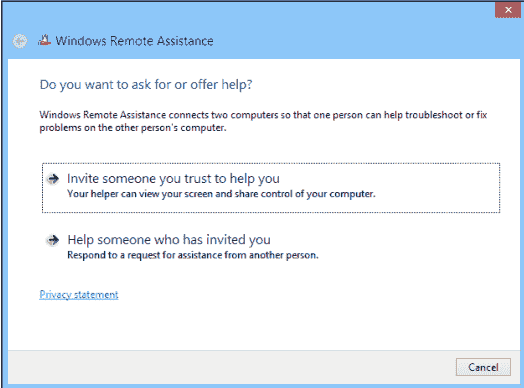 Windows Remote Assistance
Do you want to ask for or offer help?
Windows Remote Assistance connects two computers so that one person can help troubleshoot or fix
problems on the other person's computer.
Invite someone you trust to help you
Your helper can view your screen and share control of your computer.
Help someone who has invited you
Respond to a request for assistance from another person.
Privacy statement
Cancel